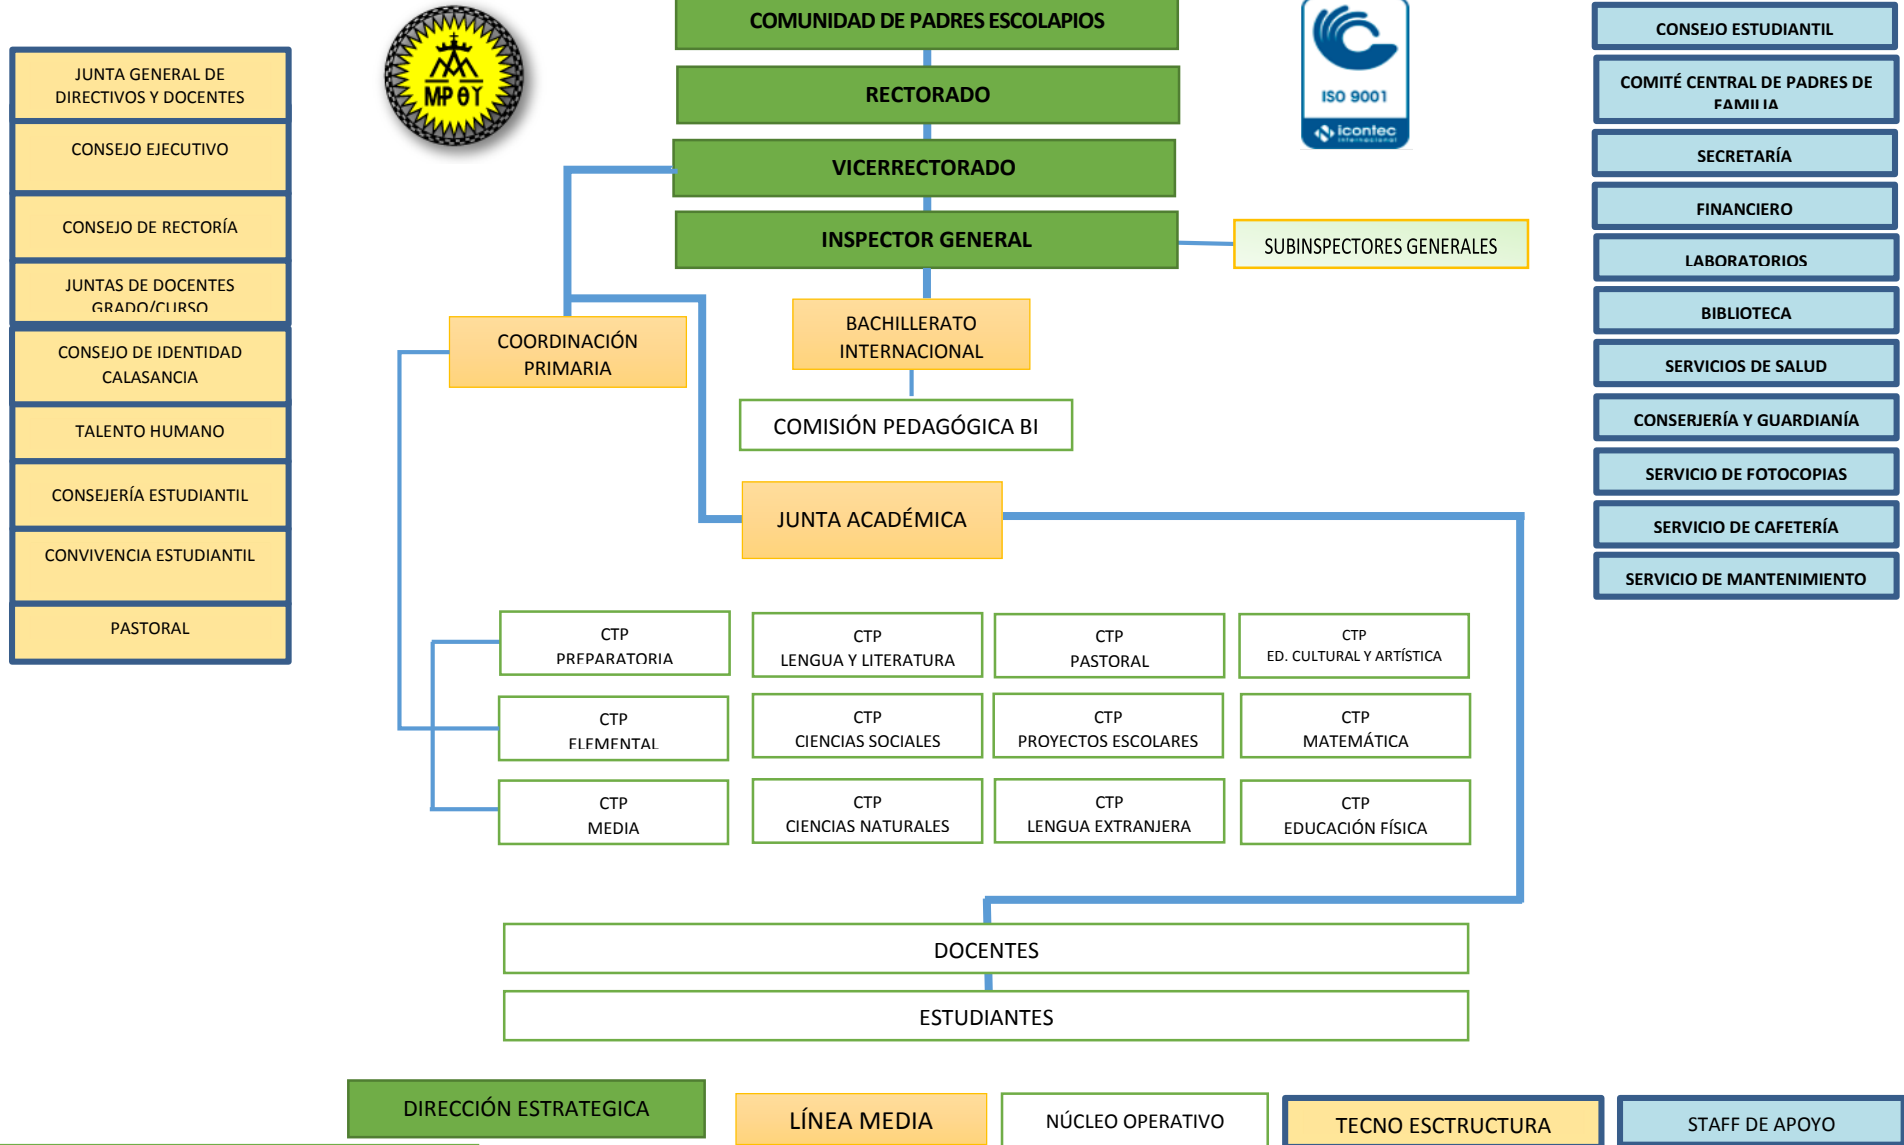 JUNTA GENERAL DE
DIRECTIVOS Y DOCENTES
CONSEJO EJECUTIVO
CONSEJO DE RECTORÍA
JUNTAS DE DOCENTES
GRADO/CURSO
CONSEJO DE IDENTIDAD
CALASANCIA
TALENTO HUMANO
CONSEJERÍA ESTUDIANTIL
CONVIVENCIA ESTUDIANTIL
PASTORAL
MP ΘY
COMUNIDAD DE PADRES ESCOLAPIOS
RECTORADO
VICERRECTORADO
INSPECTOR GENERAL
SUBINSPECTORES GENERALES
ISO 9001
icontec
internacional
COORDINACIÓN
PRIMARIA
BACHILLERATO
INTERNACIONAL
COMISIÓN PEDAGÓGICA BI
JUNTA ACADÉMICA
CTP
PREPARATORIA
CTP
LENGUA Y LITERATURA
CTP
PASTORAL
CTP
ED. CULTURAL Y ARTÍSTICA
CTP
ELEMENTAL
CTP
CIENCIAS SOCIALES
CTP
PROYECTOS ESCOLARES
CTP
MATEMÁTICA
CTP
MEDIA
CTP
CIENCIAS NATURALES
CTP
LENGUA EXTRANJERA
CTP
EDUCACIÓN FÍSICA
DOCENTES
ESTUDIANTES
CONSEJO ESTUDIANTIL
COMITÉ CENTRAL DE PADRES DE
FAMILIA
SECRETARÍA
FINANCIERO
LABORATORIOS
BIBLIOTECA
SERVICIOS DE SALUD
CONSERJERÍA Y GUARDIANÍA
SERVICIO DE FOTOCOPIAS
SERVICIO DE CAFETERÍA
SERVICIO DE MANTENIMIENTO
DIRECCIÓN ESTRATEGICA
LÍNEA MEDIA
NÚCLEO OPERATIVO
TECNO ESCTRUCTURA
STAFF DE APOYO